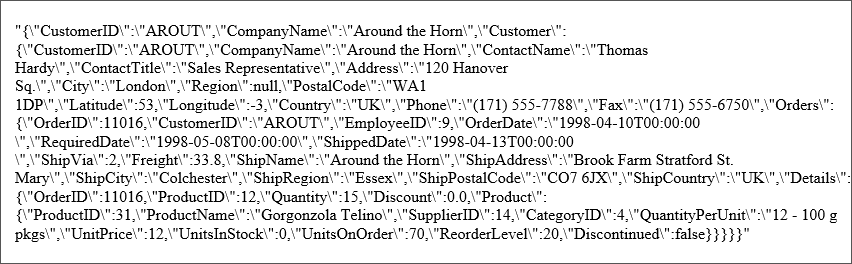 "{\"CustomerID\":\"AROUT\",\"CompanyName\":\"Around the Horn\",\"Customer\":
{\"CustomerID\":\"AROUT\",\"CompanyName\":\"Around the Horn\",\"ContactName\":\"Thomas
Hardy\",\"ContactTitle\":\"Sales Representative\",\"Address\":\"120 Hanover
Sq.\",\"City\":\"London\",\"Region\":null,\"PostalCode\":\"WA1
1DP\",\"Latitude\":53,\"Longitude\":-3,\"Country\":\"UK\",\"Phone\":\"(171) 555-7788\",\"Fax\":\"(171) 555-6750\",\"Orders\":
{\"OrderID\":11016,\"CustomerID\":\"AROUT\",\"EmployeeID\":9,\"OrderDate\":\"1998-04-10T00:00:00
\",\"RequiredDate\":\"1998-05-08T00:00:00\",\"ShippedDate\":\"1998-04-13T00:00:00
\",\"ShipVia\":2,\"Freight\":33.8,\"ShipName\":\"Around the Horn\",\"ShipAddress\":\"Brook Farm Stratford St.
Mary\",\"ShipCity\":\"Colchester\",\"ShipRegion\":\"Essex\",\"ShipPostalCode\":\"CO7 6JX\",\"ShipCountry\":\"UK\",\"Details\":
{\"OrderID\":11016,\"ProductID\":12,\"Quantity\":15,\"Discount\":0.0,\"Product\":
{\"ProductID\":31,\"ProductName\":\"Gorgonzola Telino\",\"SupplierID\":14,\"CategoryID\":4,\"QuantityPerUnit\":\"12 - 100 g
pkgs\",\"UnitPrice\":12,\"UnitsInStock\":0,\"UnitsOnOrder\":70,\"ReorderLevel\":20,\"Discontinued\":false}}}}}"